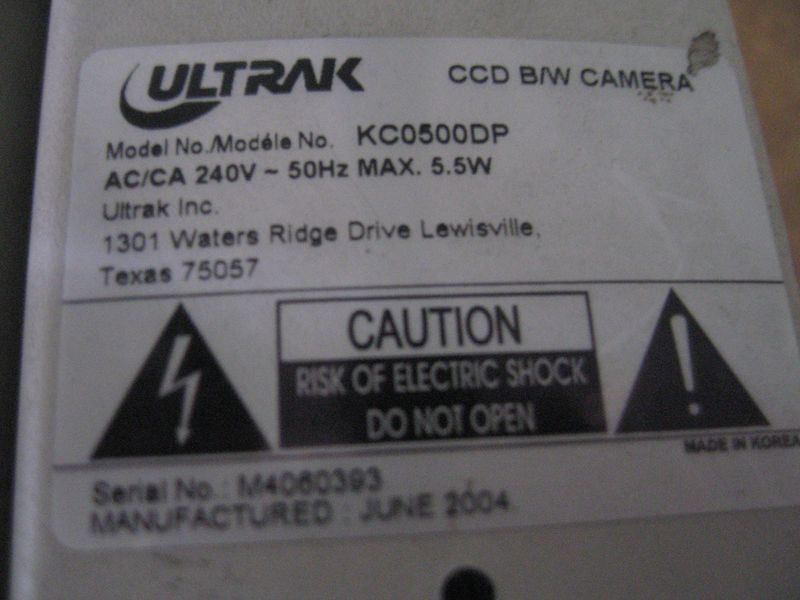 ULTRAK CCD B/W CAMERA
Model No./Modéle No. KC0500DP
AC/CA 240V ~ 50Hz MAX. 5.5W
Ultrak Inc.
1301 Waters Ridge Drive Lewisville,
Texas 75057
CAUTION
RISK OF ELECTRIC SHOCK
DO NOT OPEN
MADE IN KOREA
Serial No.: M4060393
MANUFACTURED : JUNE 2004